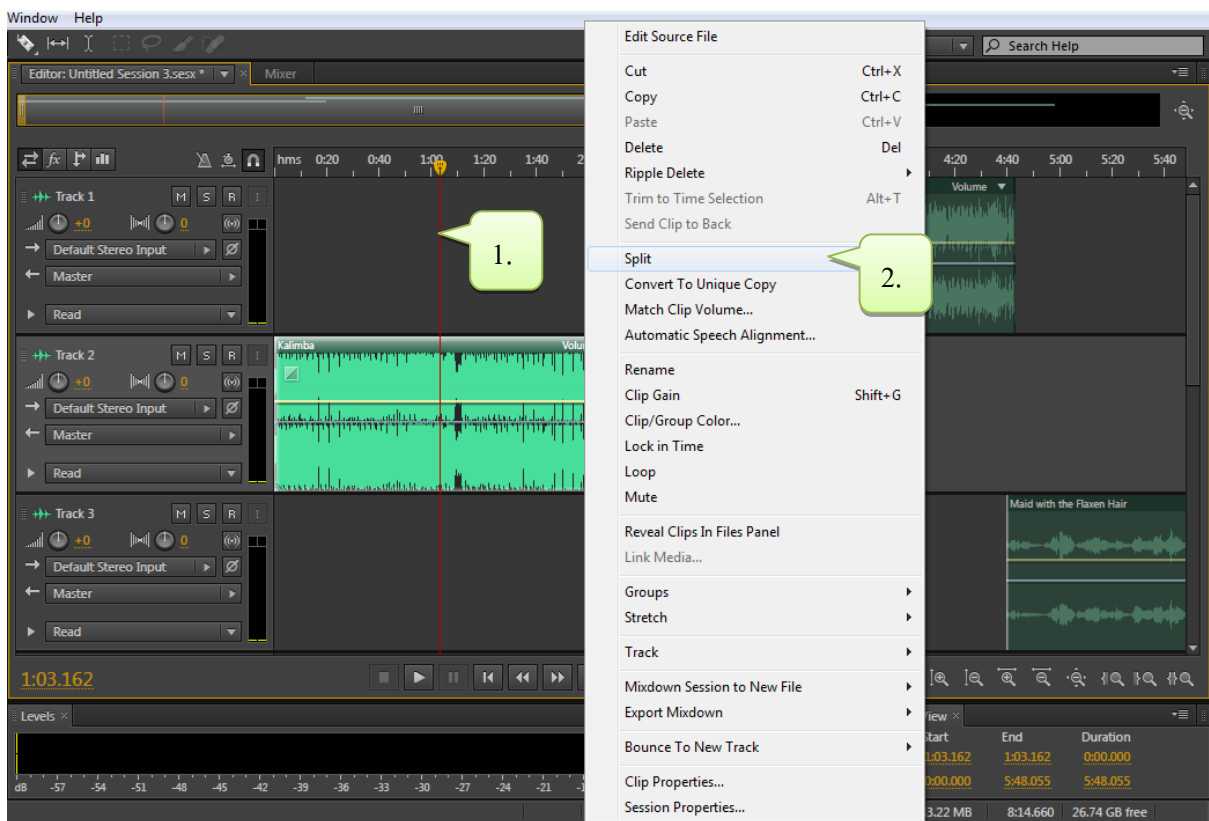 Window Help
Search Help
Editor: Untitled Session 3.sesx *
Mixer
hms 0:20 0:40 1:00 1:20 1:40
4:20 4:40 5:00 5:20 5:40
Track 1 M S R I
+0 0
Default Stereo Input
Master
Read
Volume
1.
Track 2 M S R I
+0 0
Default Stereo Input
Master
Read
Kalimba
Track 3 M S R I
+0 0
Default Stereo Input
Master
Read
Maid with the Flaxen Hair
1:03.162
Edit Source File
Cut Ctrl+X
Copy Ctrl+C
Paste Ctrl+V
Delete Del
Ripple Delete
Trim to Time Selection Alt+T
Send Clip to Back
Split
2.
Convert To Unique Copy
Match Clip Volume...
Automatic Speech Alignment...
Rename
Clip Gain Shift+G
Clip/Group Color...
Lock in Time
Loop
Mute
Reveal Clips In Files Panel
Link Media...
Groups
Stretch
Track
Mixdown Session to New File
Export Mixdown
Bounce To New Track
Clip Properties...
Session Properties...
Levels
dB -57 -54 -51 -48 -45 -42 -39 -36 -33 -30 -27 -24 -21
End Duration
1:03.162 1:03.162 0:00.000
0:00.000 5:48.055 5:48.055
3.22 MB 8:14.660 26.74 GB free